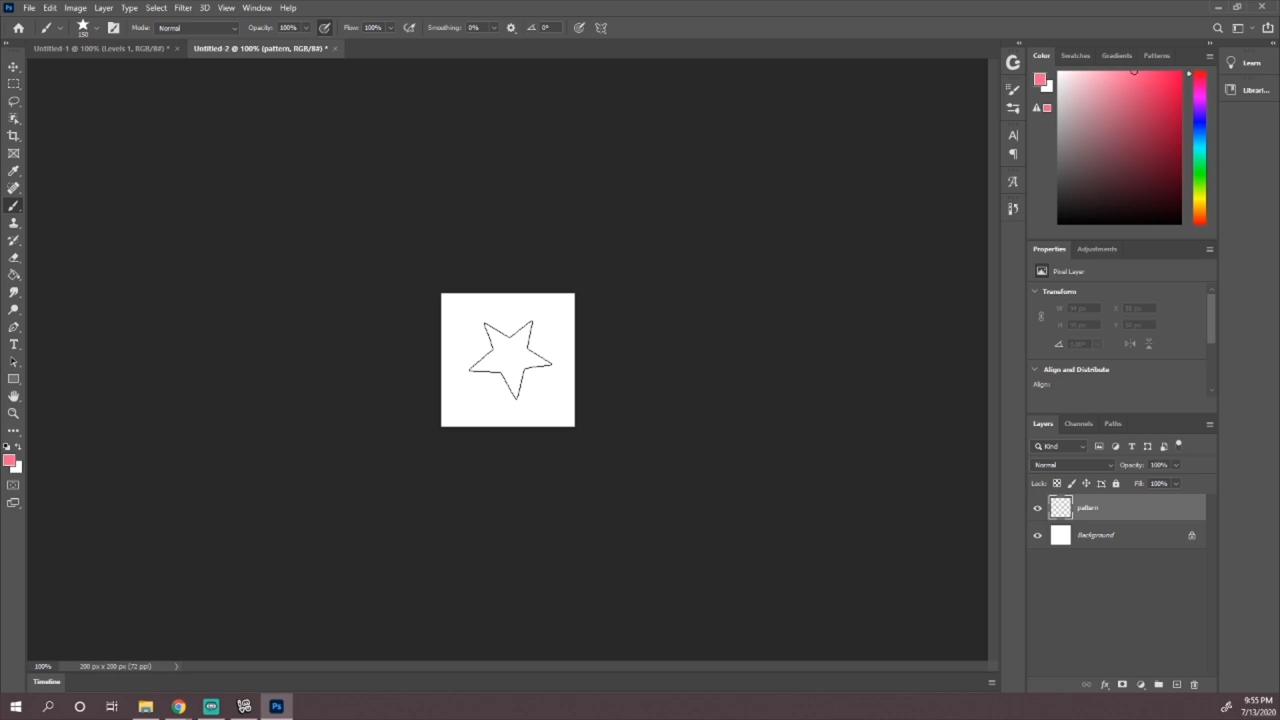 Ps File Edit Image Layer Type Select Filter 3D View Window Help
150 Mode: Normal Opacity: 100% Flow: 100% Smoothing: 0% 0°
Untitled-1 @ 100% (Levels 1, RGB/8#) * × Untitled-2 @ 100% (pattern, RGB/8#) * ×
Color Swatches Gradients Patterns
Learn
Librari...
Properties Adjustments
Pixel Layer
Transform
Align and Distribute
Align:
Layers Channels Paths
Kind
Normal Opacity: 100%
Lock: Fill: 100%
pattern
Background
100% 200 px x 200 px (72 ppi)
Timeline
Ps
9:55 PM
7/13/2020